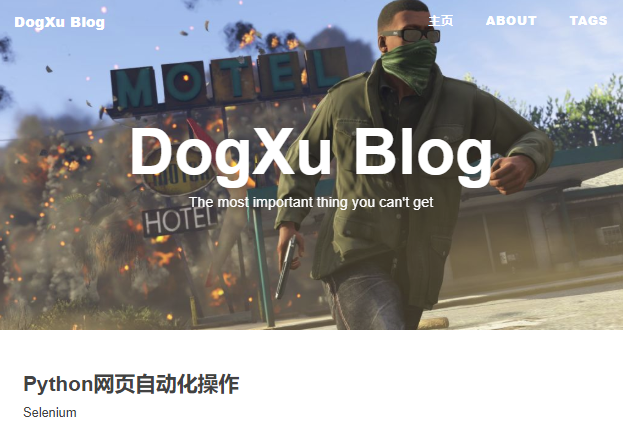 DogXu Blog
主页 ABOUT TAGS
MOTEL
DogXu Blog
The most important thing you can't get
HOTEL
Python网页自动化操作
Selenium